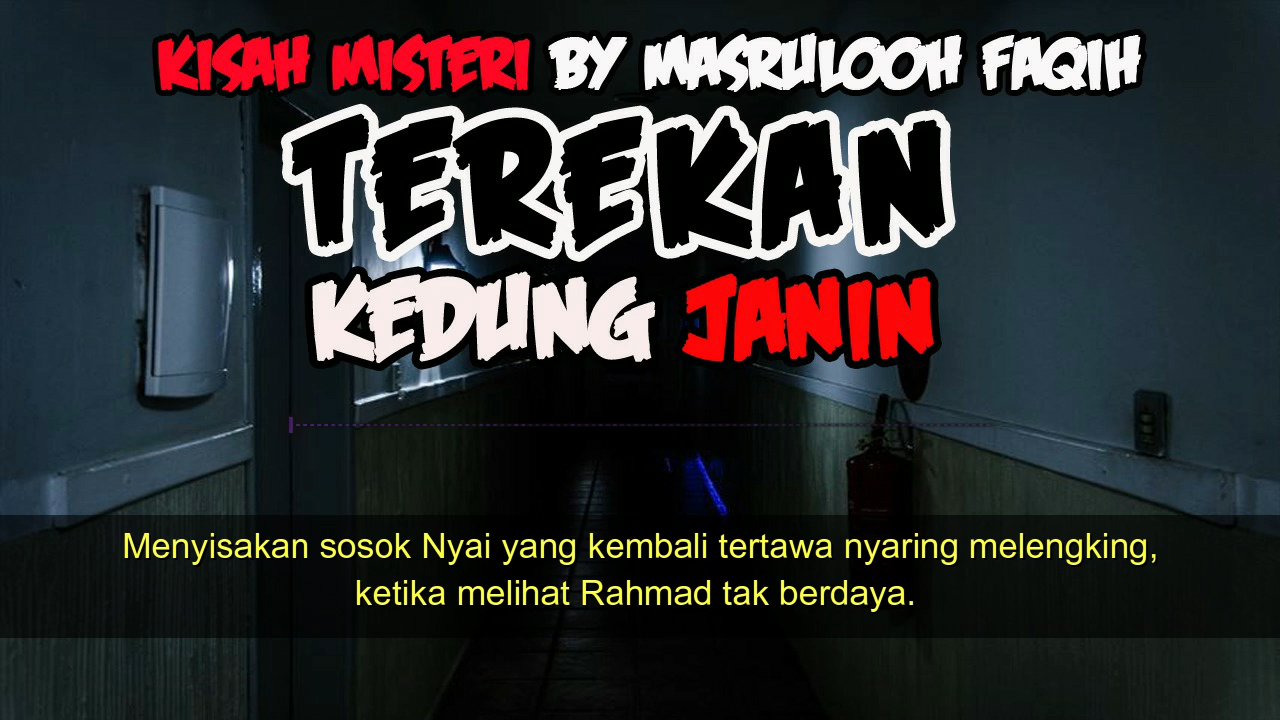 KISAH MISTERI BY MASRULOOH FAQIH
TEREKAN
KEDUNG JANIN
Menyisakan sosok Nyai yang kembali tertawa nyaring melengking,
ketika melihat Rahmad tak berdaya.